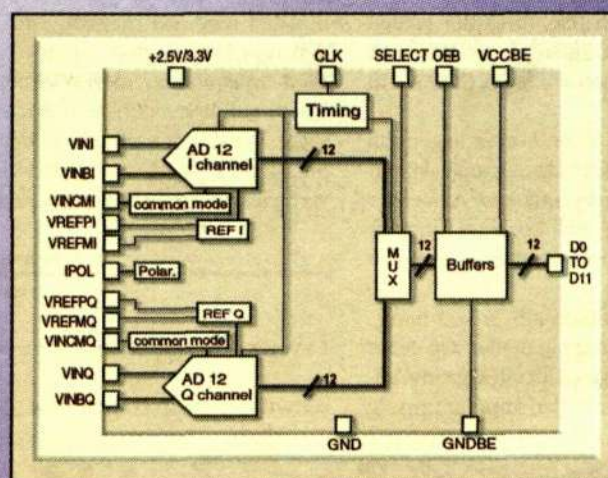 +2.5V/3.3V CLK SELECT OEB VCCBE
Timing
VINI
AD 12
I channel
12
VINBI
VINCMI common mode
VREFPI REF I
VREFMI
MUX
12
Buffers
12
D0
TO
D11
IPOL Polar.
VREFPQ REF Q
VREFMQ
VINCMQ common mode
VINQ
AD 12
Q channel
12
VINBQ
GND GNDBE